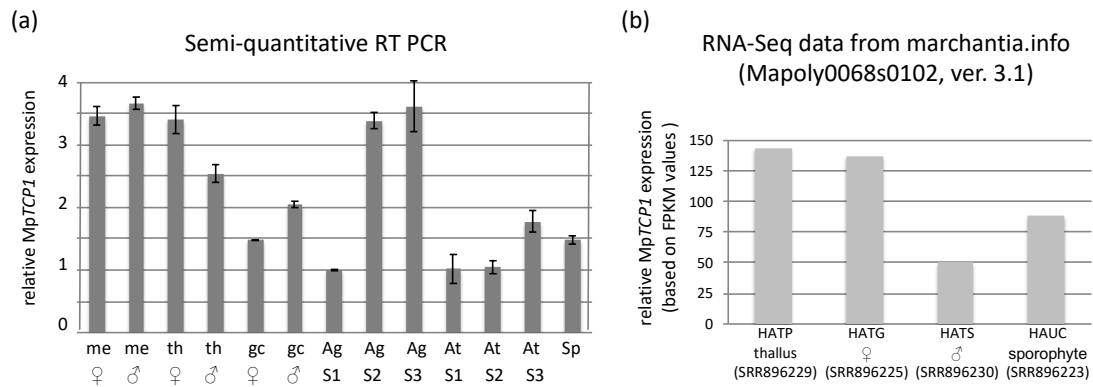 (a)
Semi-quantitative RT PCR
relative MpTCP1 expression
4
3
2
1
0
me me th th gc gc Ag Ag Ag At At At Sp
♀ ♂ ♀ ♂ ♀ ♂ S1 S2 S3 S1 S2 S3
(b)
RNA-Seq data from marchantia.info
(Mapoly0068s0102, ver. 3.1)
relative MpTCP1 expression
(based on FPKM values )
150
125
100
75
50
25
0
HATP HATG HATS HAUC
thallus ♀ ♂ sporophyte
(SRR896229) (SRR896225) (SRR896230) (SRR896223)